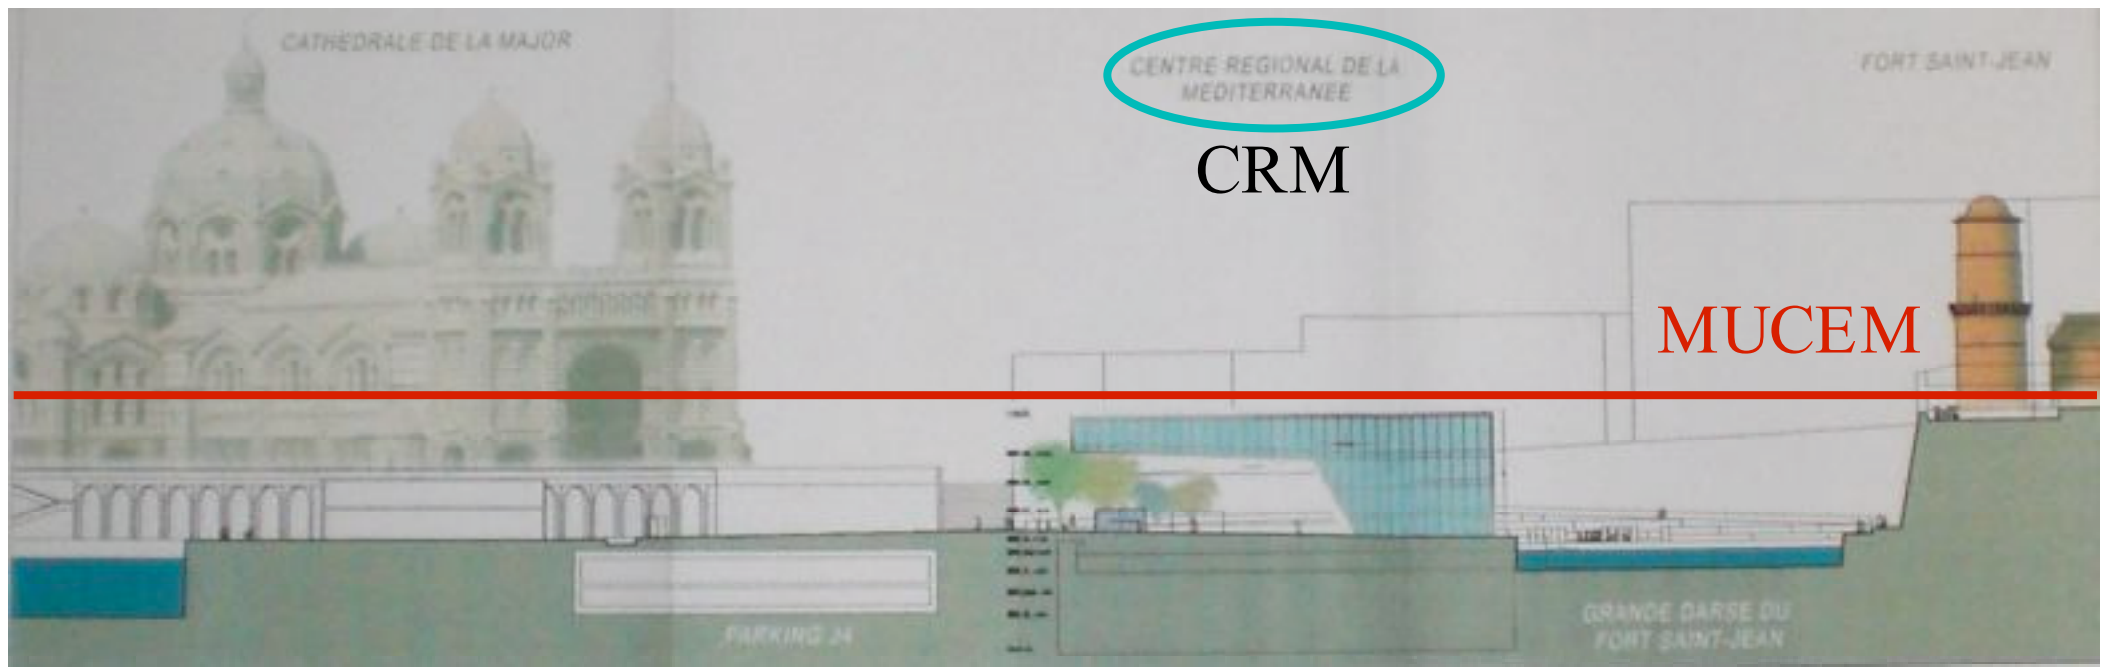 CATHEDRALE DE LA MAJOR
CENTRE REGIONAL DE LA
MEDITERRANEE
FORT SAINT-JEAN
CRM
MUCEM
PARKING J4
GRANDE DARSE DU
FORT SAINT-JEAN